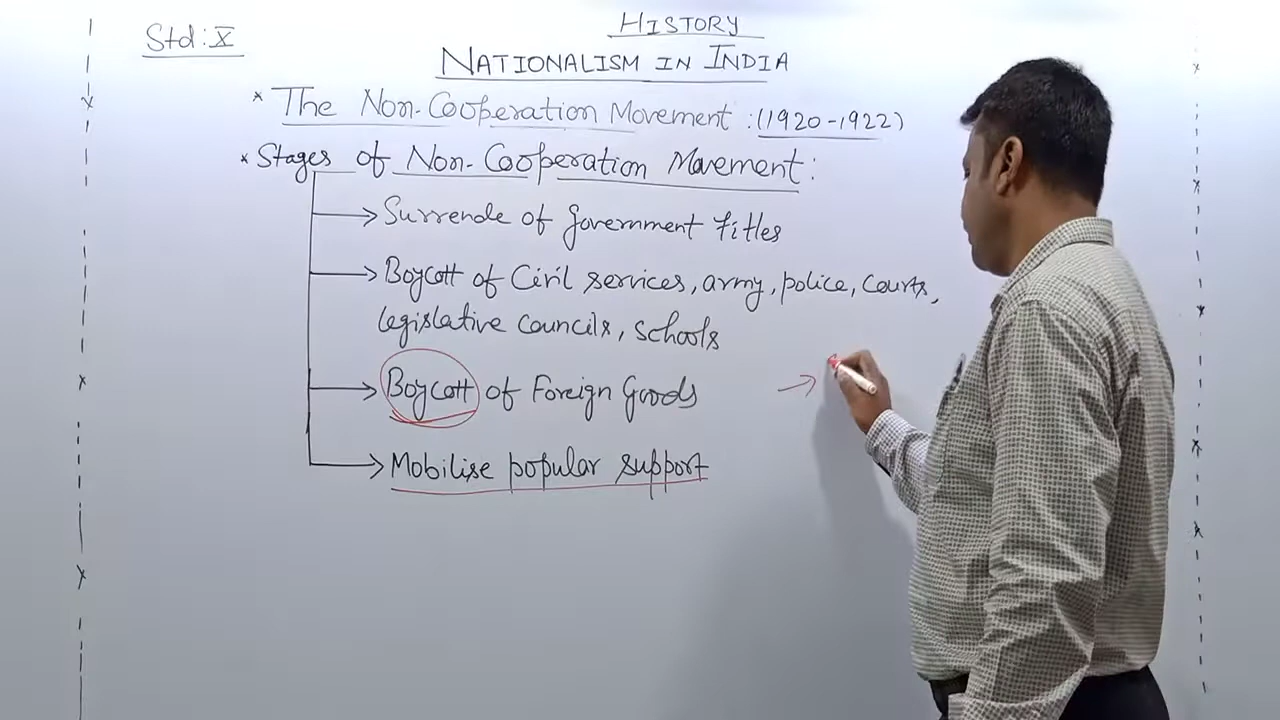 Std : X
HISTORY
NATIONALISM IN INDIA
* The Non-Cooperation Movement : (1920-1922)
* Stages of Non-Cooperation Movement :
→ Surrende of Government Titles
→ Boycott of Civil services, army, police, courts,
legislative councils, schools
→ Boycott of Foreign Goods →
→ Mobilise popular support